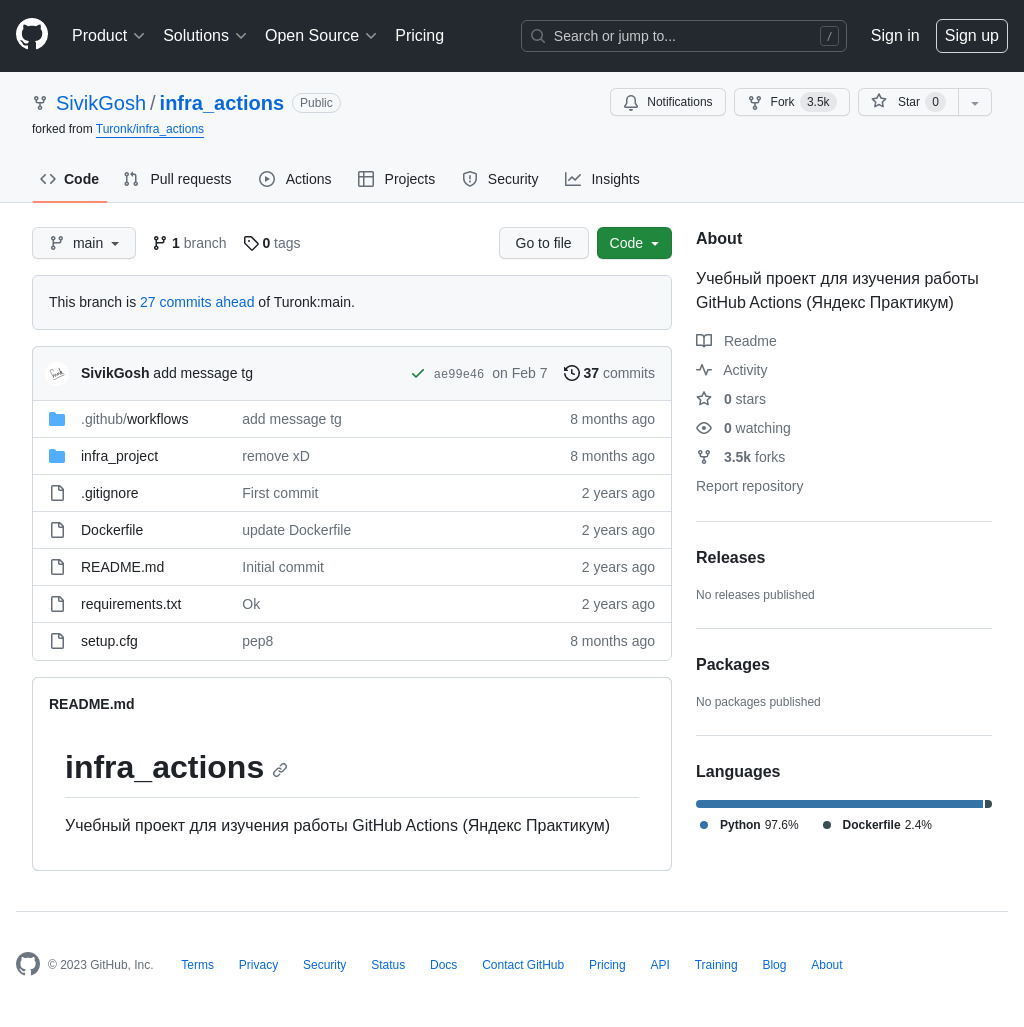 Product Solutions Open Source Pricing Search or jump to... / Sign in Sign up
SivikGosh / infra_actions Public Notifications Fork 3.5k Star 0
forked from Turonk/infra_actions
Code Pull requests Actions Projects Security Insights
main 1 branch 0 tags Go to file Code
This branch is 27 commits ahead of Turonk:main.
SivikGosh add message tg ae99e46 on Feb 7 37 commits
.github/workflows add message tg 8 months ago
infra_project remove xD 8 months ago
.gitignore First commit 2 years ago
Dockerfile update Dockerfile 2 years ago
README.md Initial commit 2 years ago
requirements.txt Ok 2 years ago
setup.cfg pep8 8 months ago
README.md
infra_actions
Учебный проект для изучения работы GitHub Actions (Яндекс Практикум)
About
Учебный проект для изучения работы
GitHub Actions (Яндекс Практикум)
Readme
Activity
0 stars
0 watching
3.5k forks
Report repository
Releases
No releases published
Packages
No packages published
Languages
Python 97.6% Dockerfile 2.4%
© 2023 GitHub, Inc. Terms Privacy Security Status Docs Contact GitHub Pricing API Training Blog About